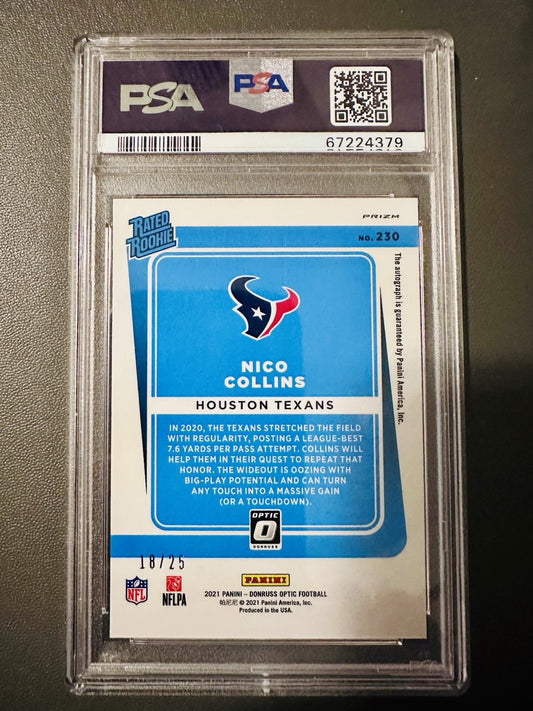 PSA
PSA
67224379
RATED
ROOKIE
PRIZM
NO. 230
The autograph is guaranteed by Panini America, Inc.
NICO
COLLINS
HOUSTON TEXANS
IN 2020, THE TEXANS STRETCHED THE FIELD
WITH REGULARITY, POSTING A LEAGUE-BEST
7.6 YARDS PER PASS ATTEMPT. COLLINS WILL
HELP THEM IN THEIR QUEST TO REPEAT THAT
HONOR. THE WIDEOUT IS OOZING WITH
BIG-PLAY POTENTIAL AND CAN TURN
ANY TOUCH INTO A MASSIVE GAIN
(OR A TOUCHDOWN).
OPTIC
DONRUSS
18/25
PANINI
NFL
NFLPA
2021 PANINI – DONRUSS OPTIC FOOTBALL
帕尼尼 © 2021 Panini America, Inc.
Produced in the USA.
PSA